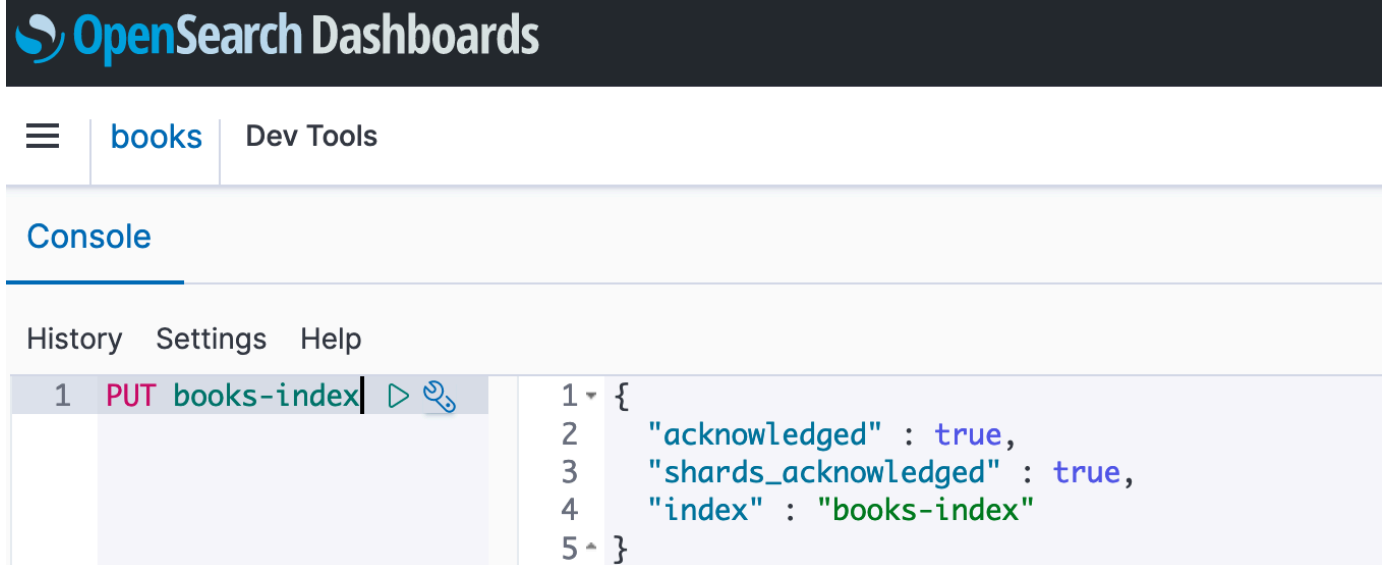 OpenSearch Dashboards
books Dev Tools
Console
History Settings Help
1 PUT books-index
1 {
2 "acknowledged" : true,
3 "shards_acknowledged" : true,
4 "index" : "books-index"
5 }